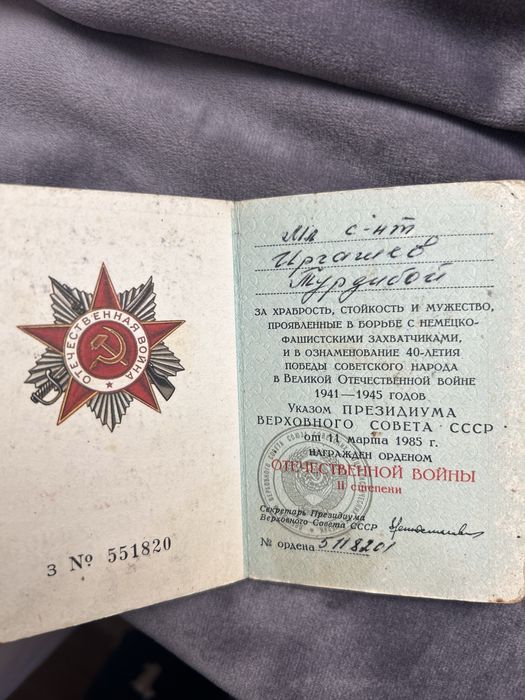 ОТЕЧЕСТВЕННАЯ ВОЙНА
З № 551820
Мл с-нт
Иргашев
Турдибой
ЗА ХРАБРОСТЬ, СТОЙКОСТЬ И МУЖЕСТВО,
ПРОЯВЛЕННЫЕ В БОРЬБЕ С НЕМЕЦКО-
ФАШИСТСКИМИ ЗАХВАТЧИКАМИ,
И В ОЗНАМЕНОВАНИЕ 40-ЛЕТИЯ
ПОБЕДЫ СОВЕТСКОГО НАРОДА
В ВЕЛИКОЙ ОТЕЧЕСТВЕННОЙ ВОЙНЕ
1941—1945 ГОДОВ
УКАЗОМ ПРЕЗИДИУМА
ВЕРХОВНОГО СОВЕТА СССР
от 11 марта 1985 г.
НАГРАЖДЕН ОРДЕНОМ
ОТЕЧЕСТВЕННОЙ ВОЙНЫ
II степени
Секретарь Президиума
Верховного Совета СССР
№ ордена 5118201